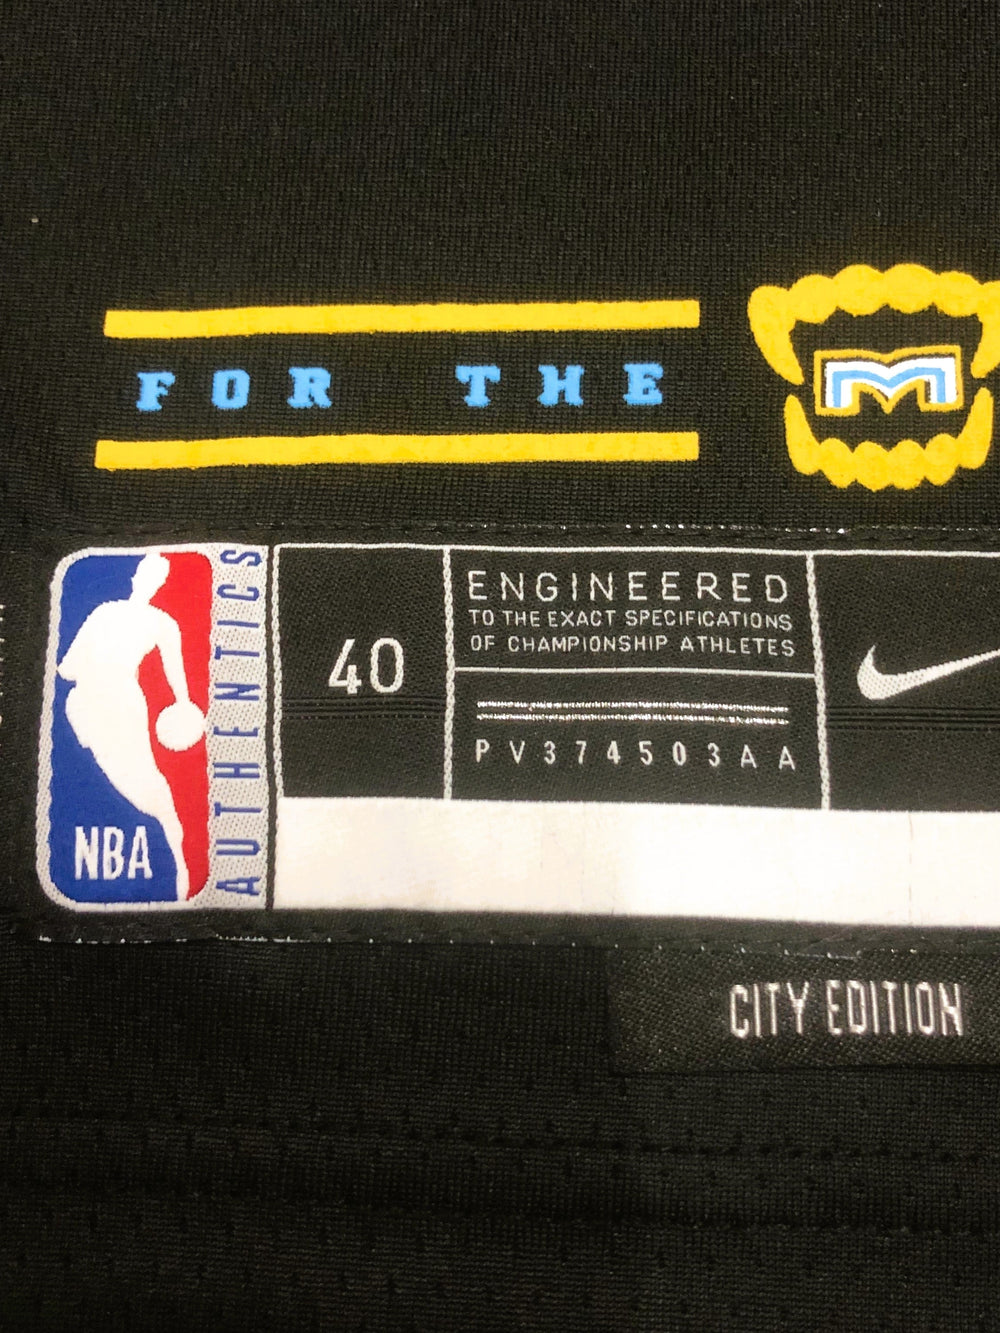 FOR THE
M
NBA
AUTHENTICS
40
ENGINEERED
TO THE EXACT SPECIFICATIONS
OF CHAMPIONSHIP ATHLETES
PV374503AA
CITY EDITION